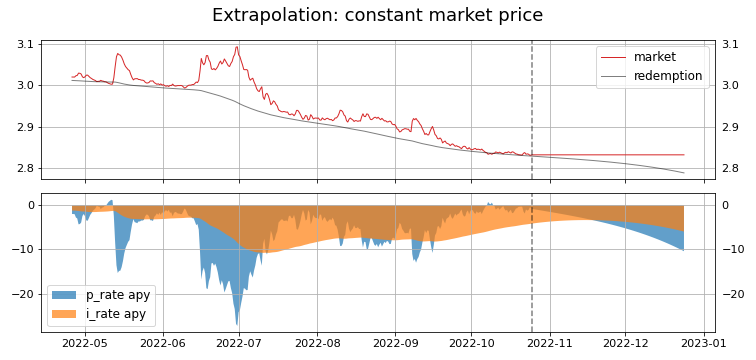 Extrapolation: constant market price
3.1 3.1
3.0 3.0
2.9 2.9
2.8 2.8
market
redemption
0 0
−10 −10
−20 −20
p_rate apy
i_rate apy
2022-05 2022-06 2022-07 2022-08 2022-09 2022-10 2022-11 2022-12 2023-01